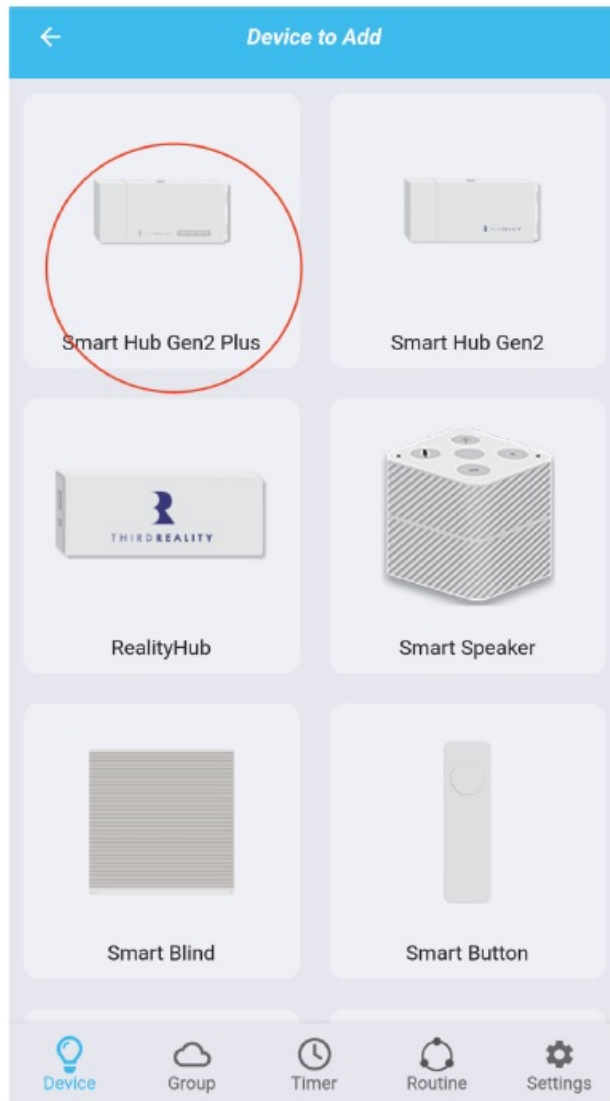 Device to Add
Smart Hub Gen2 Plus
Smart Hub Gen2
THIRDREALITY
RealityHub
Smart Speaker
Smart Blind
Smart Button
Device
Group
Timer
Routine
Settings